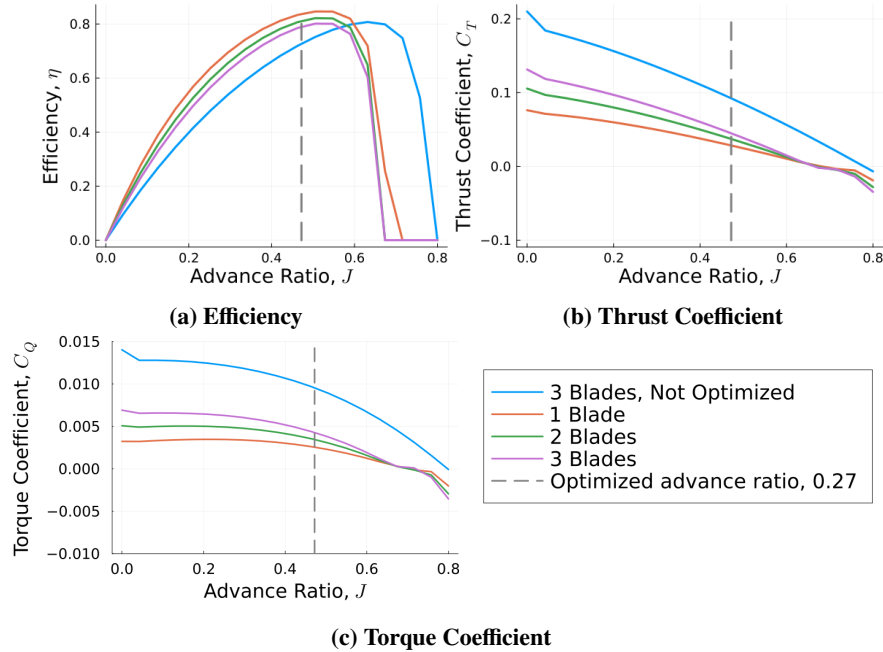 Efficiency, η
0.8
0.6
0.4
0.2
0.0
0.0 0.2 0.4 0.6 0.8
Advance Ratio, J
(a) Efficiency
Thrust Coefficient, C_T
0.2
0.1
0.0
−0.1
0.0 0.2 0.4 0.6 0.8
Advance Ratio, J
(b) Thrust Coefficient
Torque Coefficient, C_Q
0.015
0.010
0.005
0.000
−0.005
−0.010
0.0 0.2 0.4 0.6 0.8
Advance Ratio, J
3 Blades, Not Optimized
1 Blade
2 Blades
3 Blades
Optimized advance ratio, 0.27
(c) Torque Coefficient